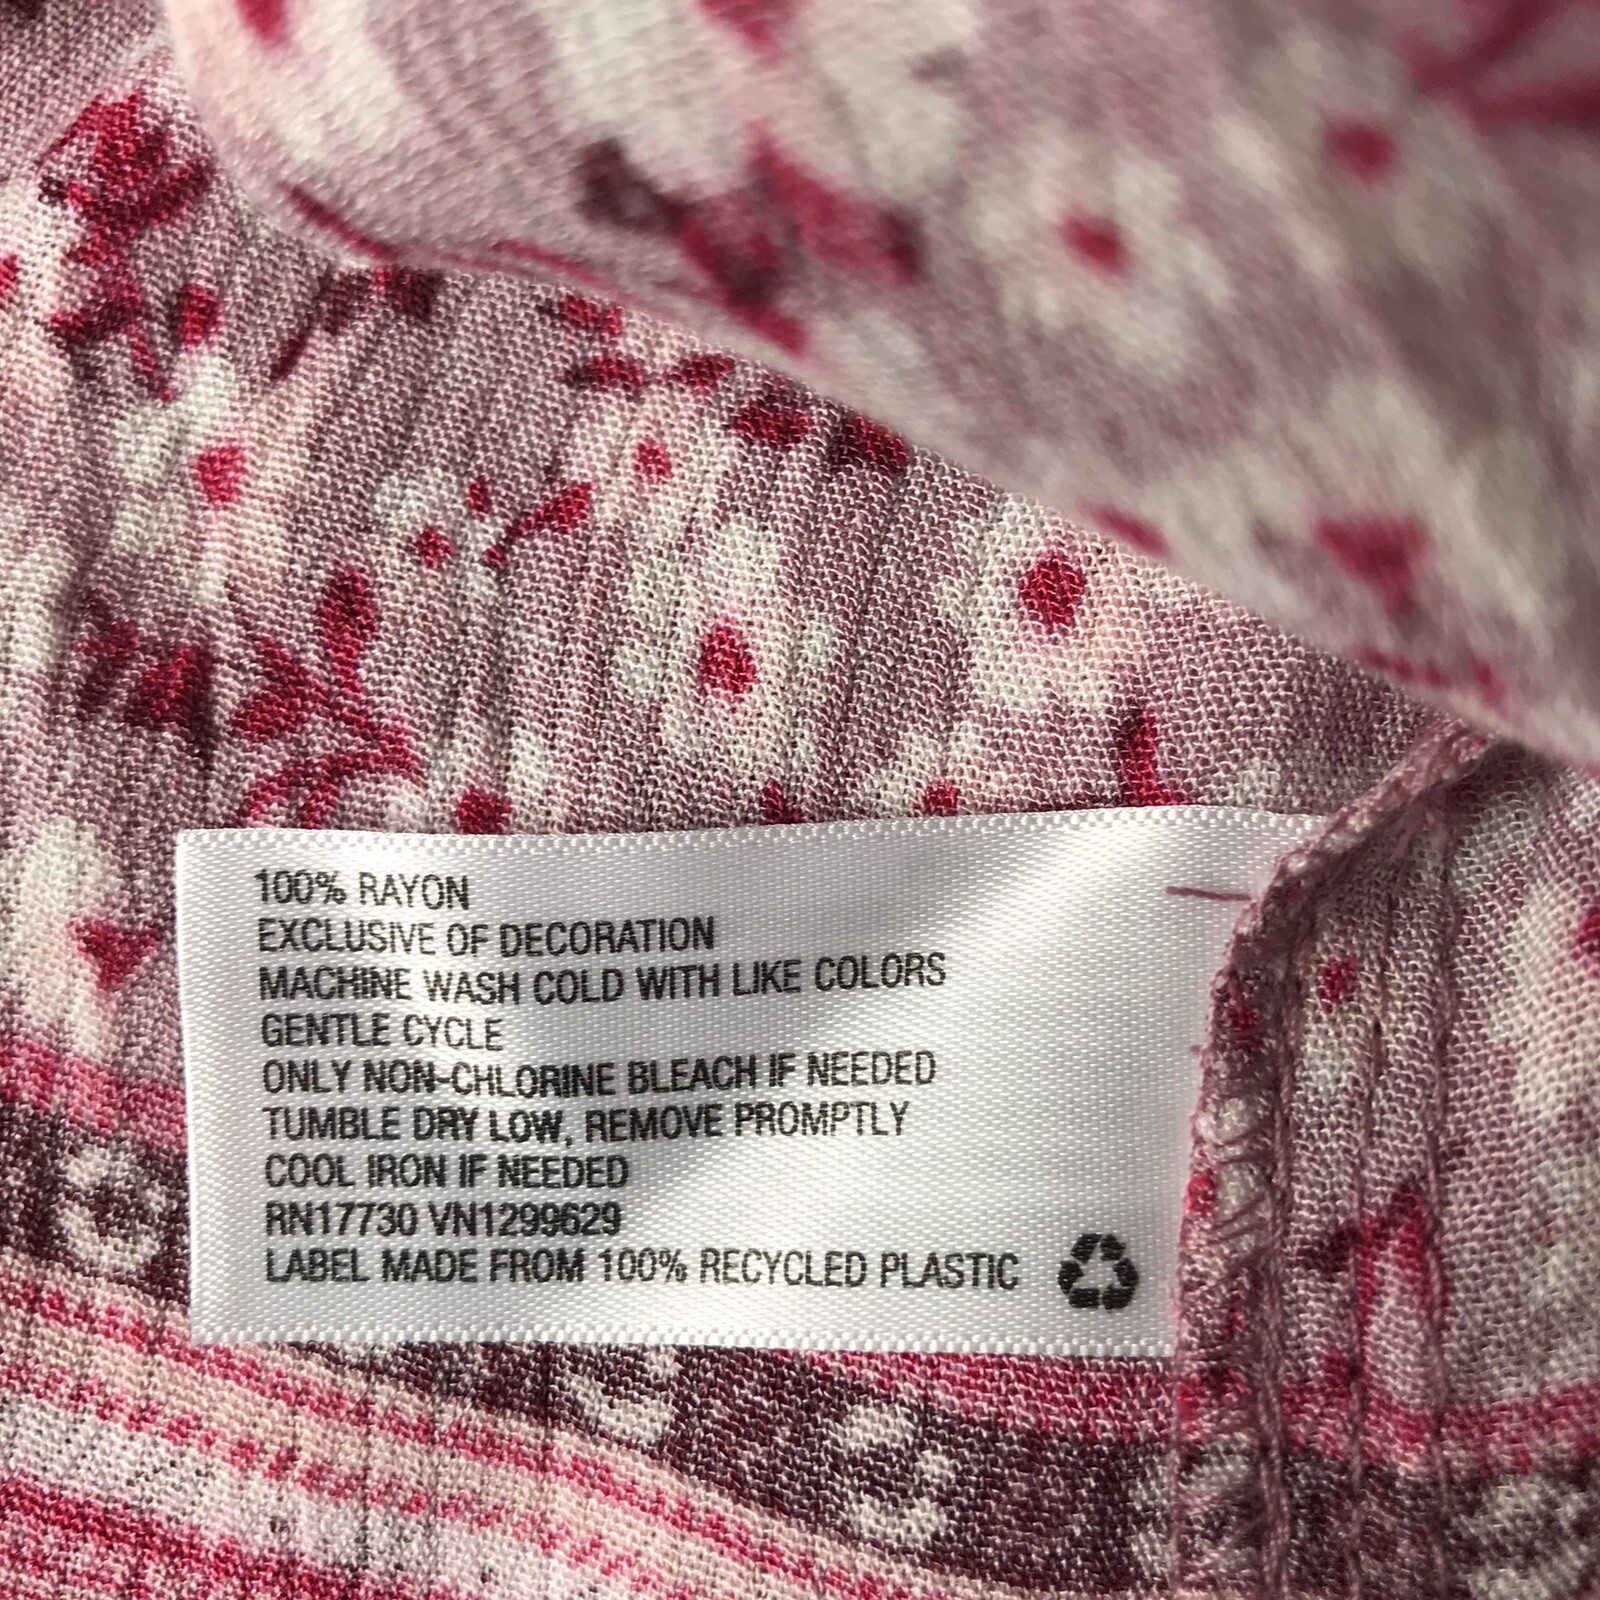 100% RAYON
EXCLUSIVE OF DECORATION
MACHINE WASH COLD WITH LIKE COLORS
GENTLE CYCLE
ONLY NON-CHLORINE BLEACH IF NEEDED
TUMBLE DRY LOW, REMOVE PROMPTLY
COOL IRON IF NEEDED
RN17730 VN1299629
LABEL MADE FROM 100% RECYCLED PLASTIC